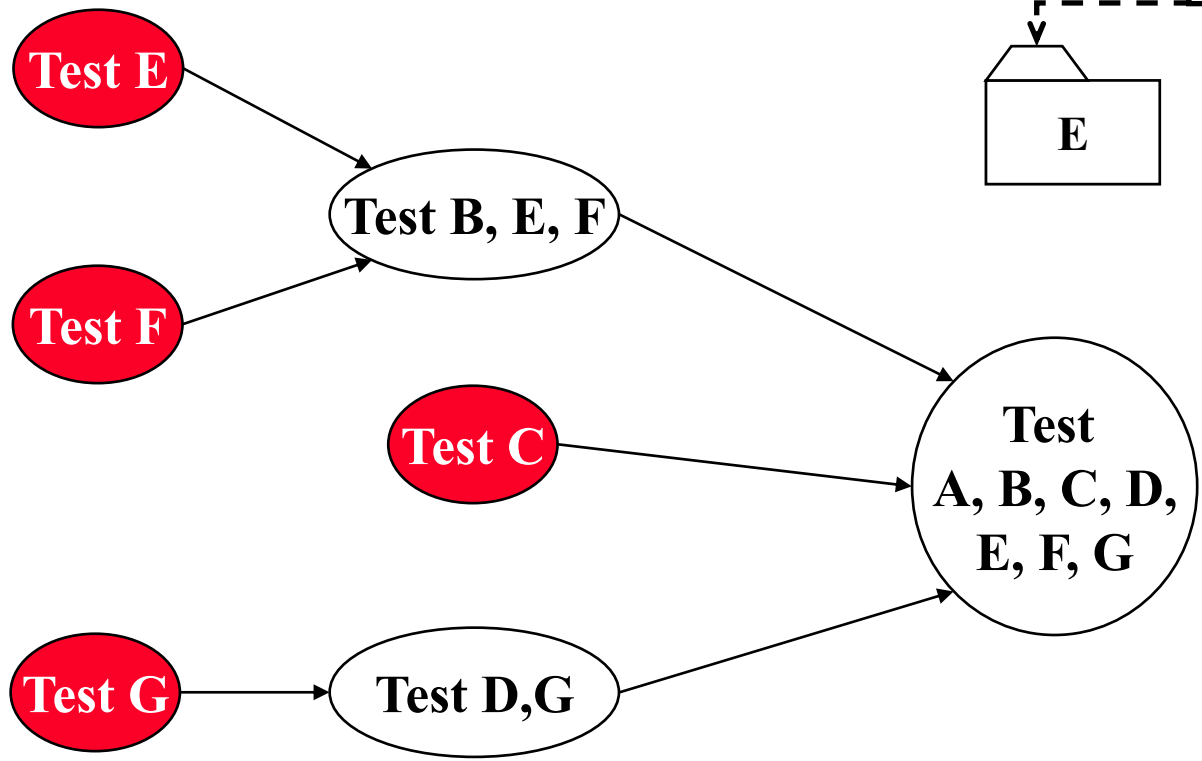 Test E
E
Test B, E, F
Test F
Test C
Test
A, B, C, D,
E, F, G
Test G
Test D,G